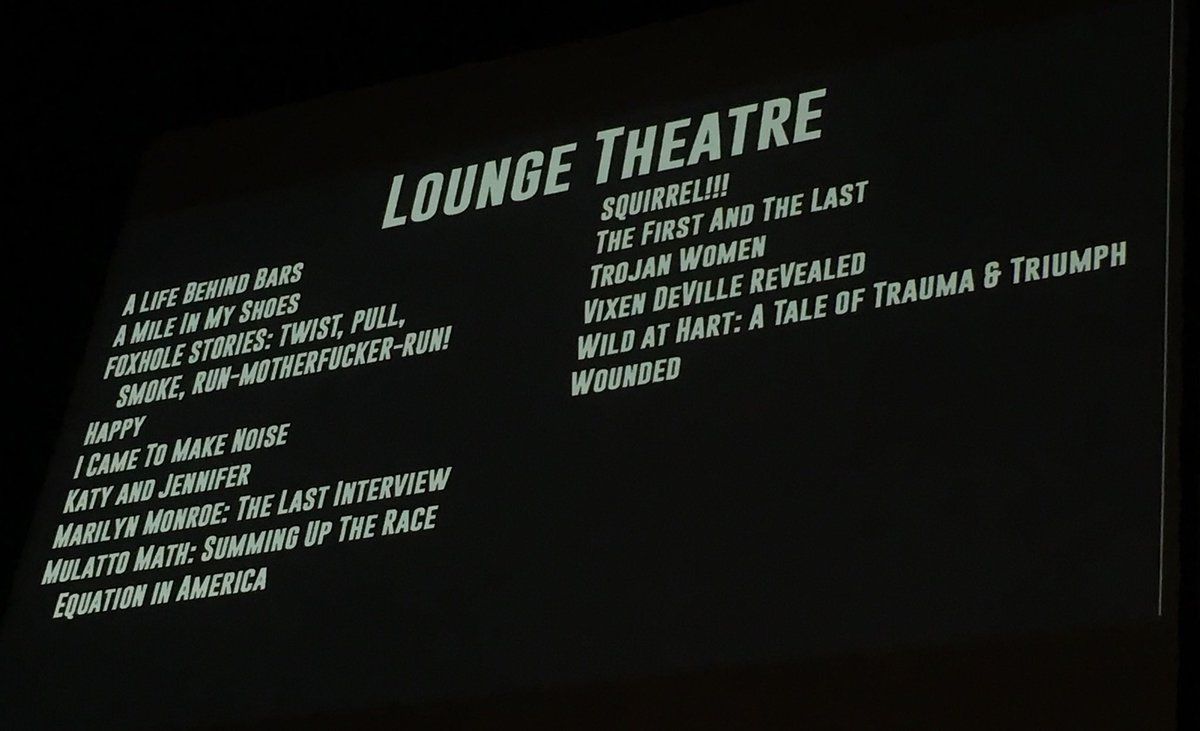 LOUNGE THEATRE
A LIFE BEHIND BARS
A MILE IN MY SHOES
FOXHOLE STORIES: TWIST, PULL,
SMOKE, RUN-MOTHERFUCKER-RUN!
HAPPY
I CAME TO MAKE NOISE
KATY AND JENNIFER
MARILYN MONROE: THE LAST INTERVIEW
MULATTO MATH: SUMMING UP THE RACE
EQUATION IN AMERICA
SQUIRREL!!!
THE FIRST AND THE LAST
TROJAN WOMEN
VIXEN DEVILLE REVEALED
WILD AT HART: A TALE OF TRAUMA & TRIUMPH
WOUNDED